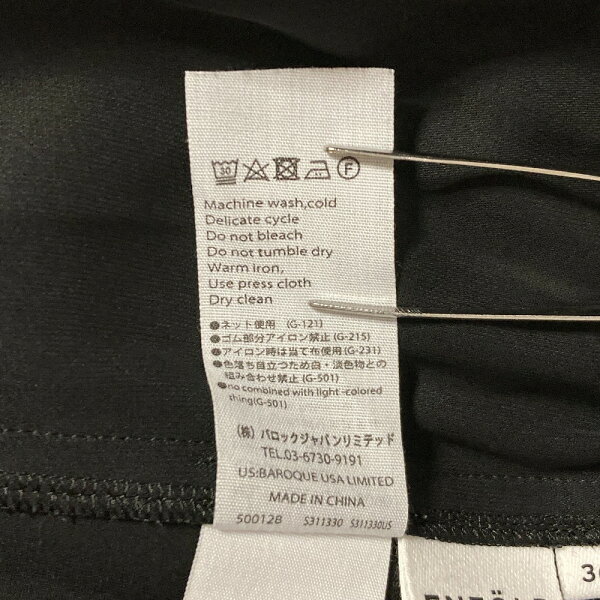 30 F
Machine wash,cold
Delicate cycle
Do not bleach
Do not tumble dry
Warm iron,
Use press cloth
Dry clean
●ネット使用 (G-121)
●ゴム部分アイロン禁止(G-215)
●アイロン時は当て布使用(G-231)
●色落ち目立つため白・淡色物との
組み合わせ禁止(G-501)
●no combined with light-colored
thing(G-501)
(株) バロックジャパンリミテッド
TEL.03-6730-9191
US:BAROQUE USA LIMITED
MADE IN CHINA
50012B S311330 S311330US